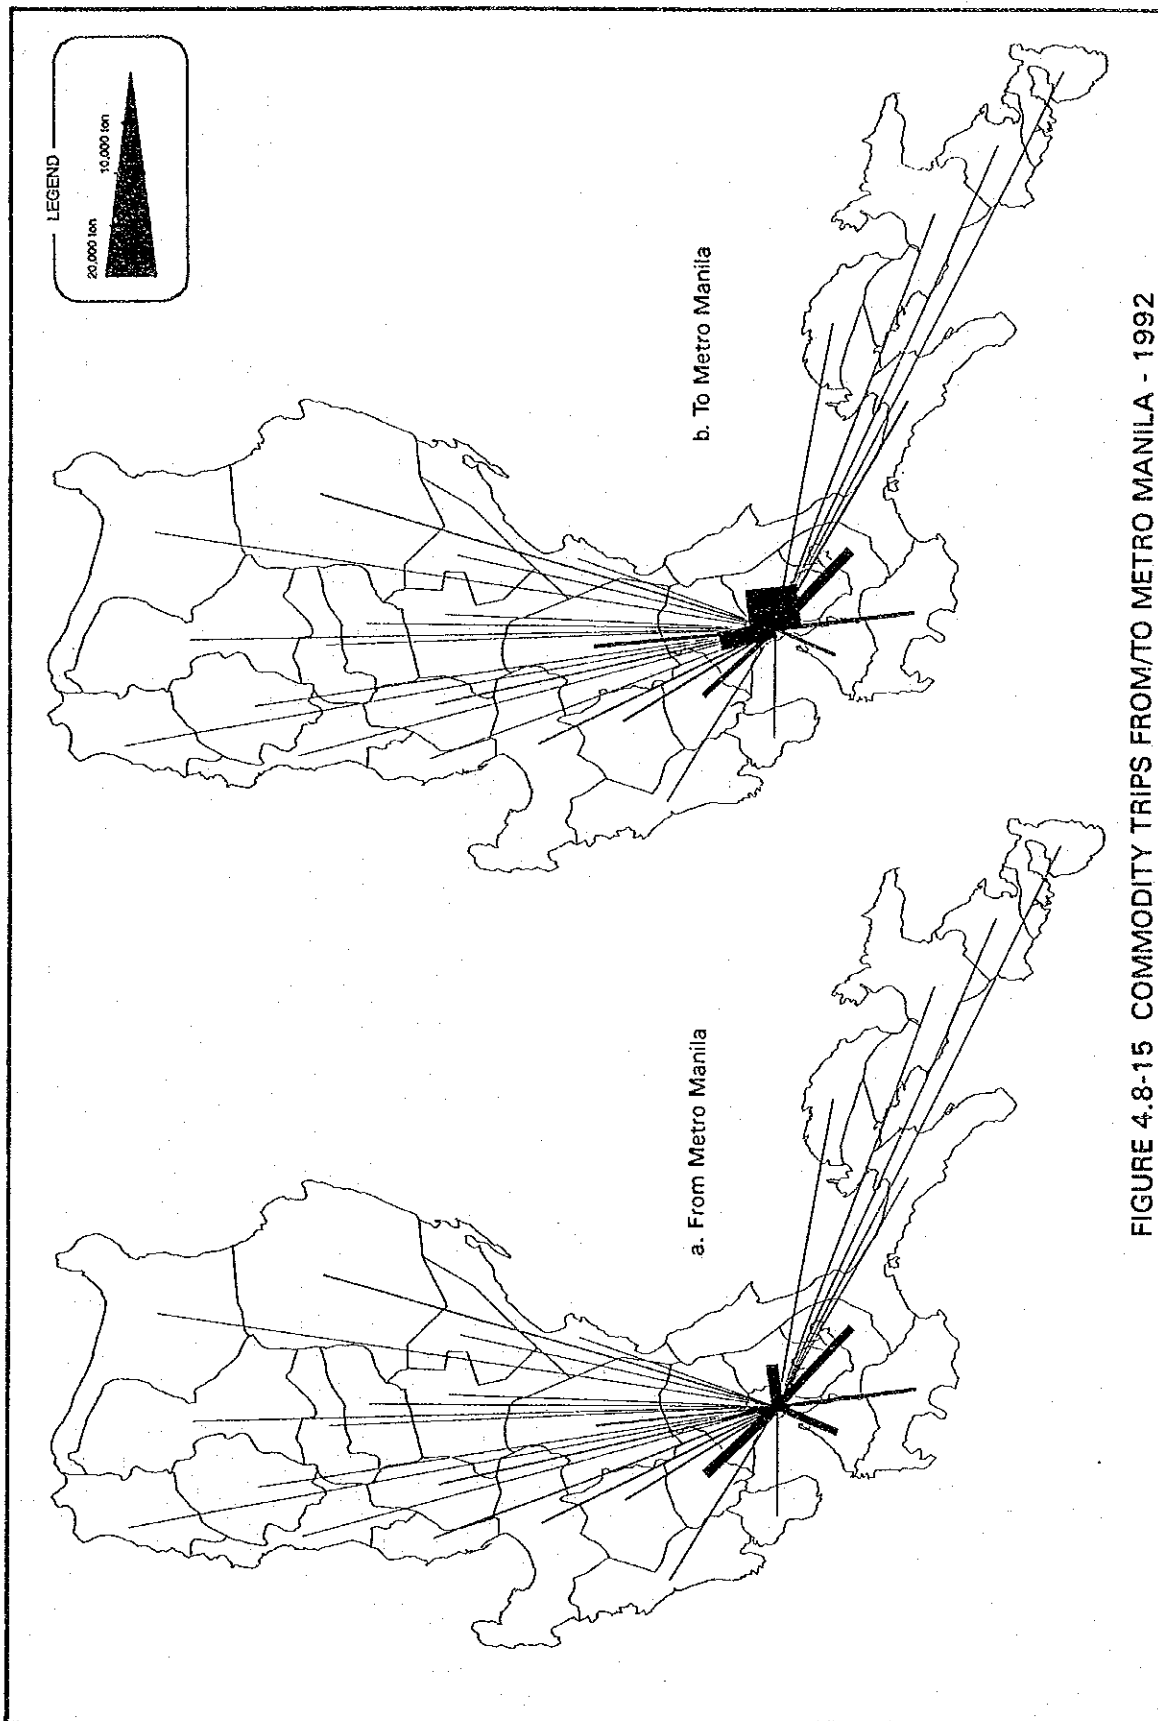 LEGEND
20,000 ton
10,000 ton
a. From Metro Manila
b. To Metro Manila
FIGURE 4.8-15 COMMODITY TRIPS FROM/TO METRO MANILA - 1992